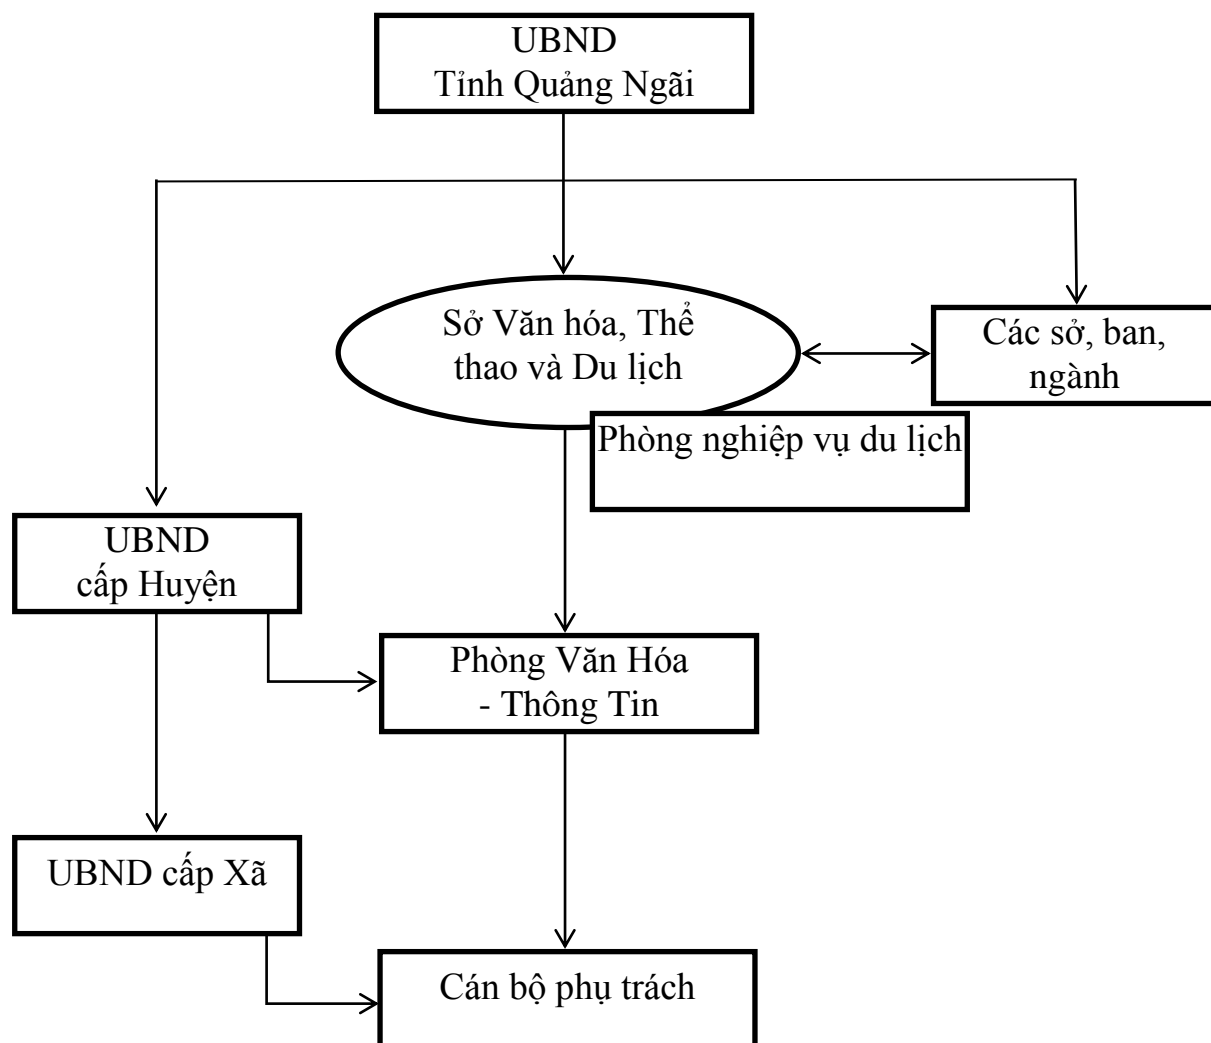 UBND
Tỉnh Quảng Ngãi
Sở Văn hóa, Thể
thao và Du lịch
Các sở, ban,
ngành
Phòng nghiệp vụ du lịch
UBND
cấp Huyện
Phòng Văn Hóa
- Thông Tin
UBND cấp Xã
Cán bộ phụ trách